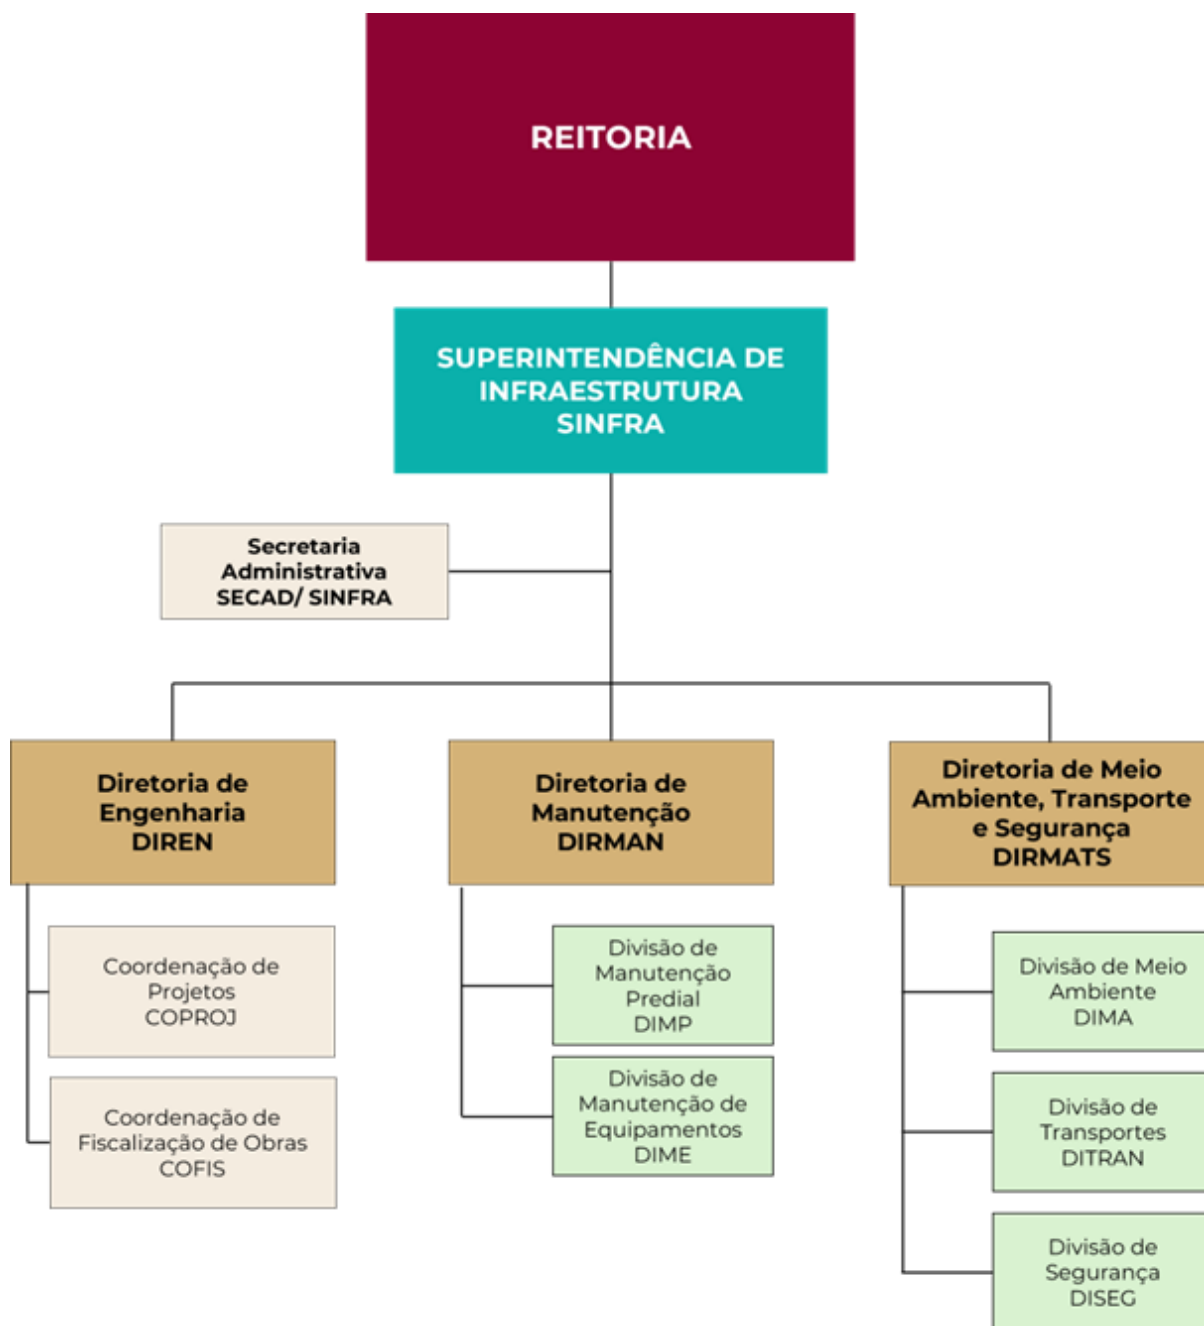 REITORIA
SUPERINTENDÊNCIA DE
INFRAESTRUTURA
SINFRA
Secretaria
Administrativa
SECAD/ SINFRA
Diretoria de
Engenharia
DIREN
Coordenação de
Projetos
COPROJ
Coordenação de
Fiscalização de Obras
COFIS
Diretoria de
Manutenção
DIRMAN
Divisão de
Manutenção
Predial
DIMP
Divisão de
Manutenção de
Equipamentos
DIME
Diretoria de Meio
Ambiente, Transporte
e Segurança
DIRMATS
Divisão de Meio
Ambiente
DIMA
Divisão de
Transportes
DITRAN
Divisão de
Segurança
DISEG